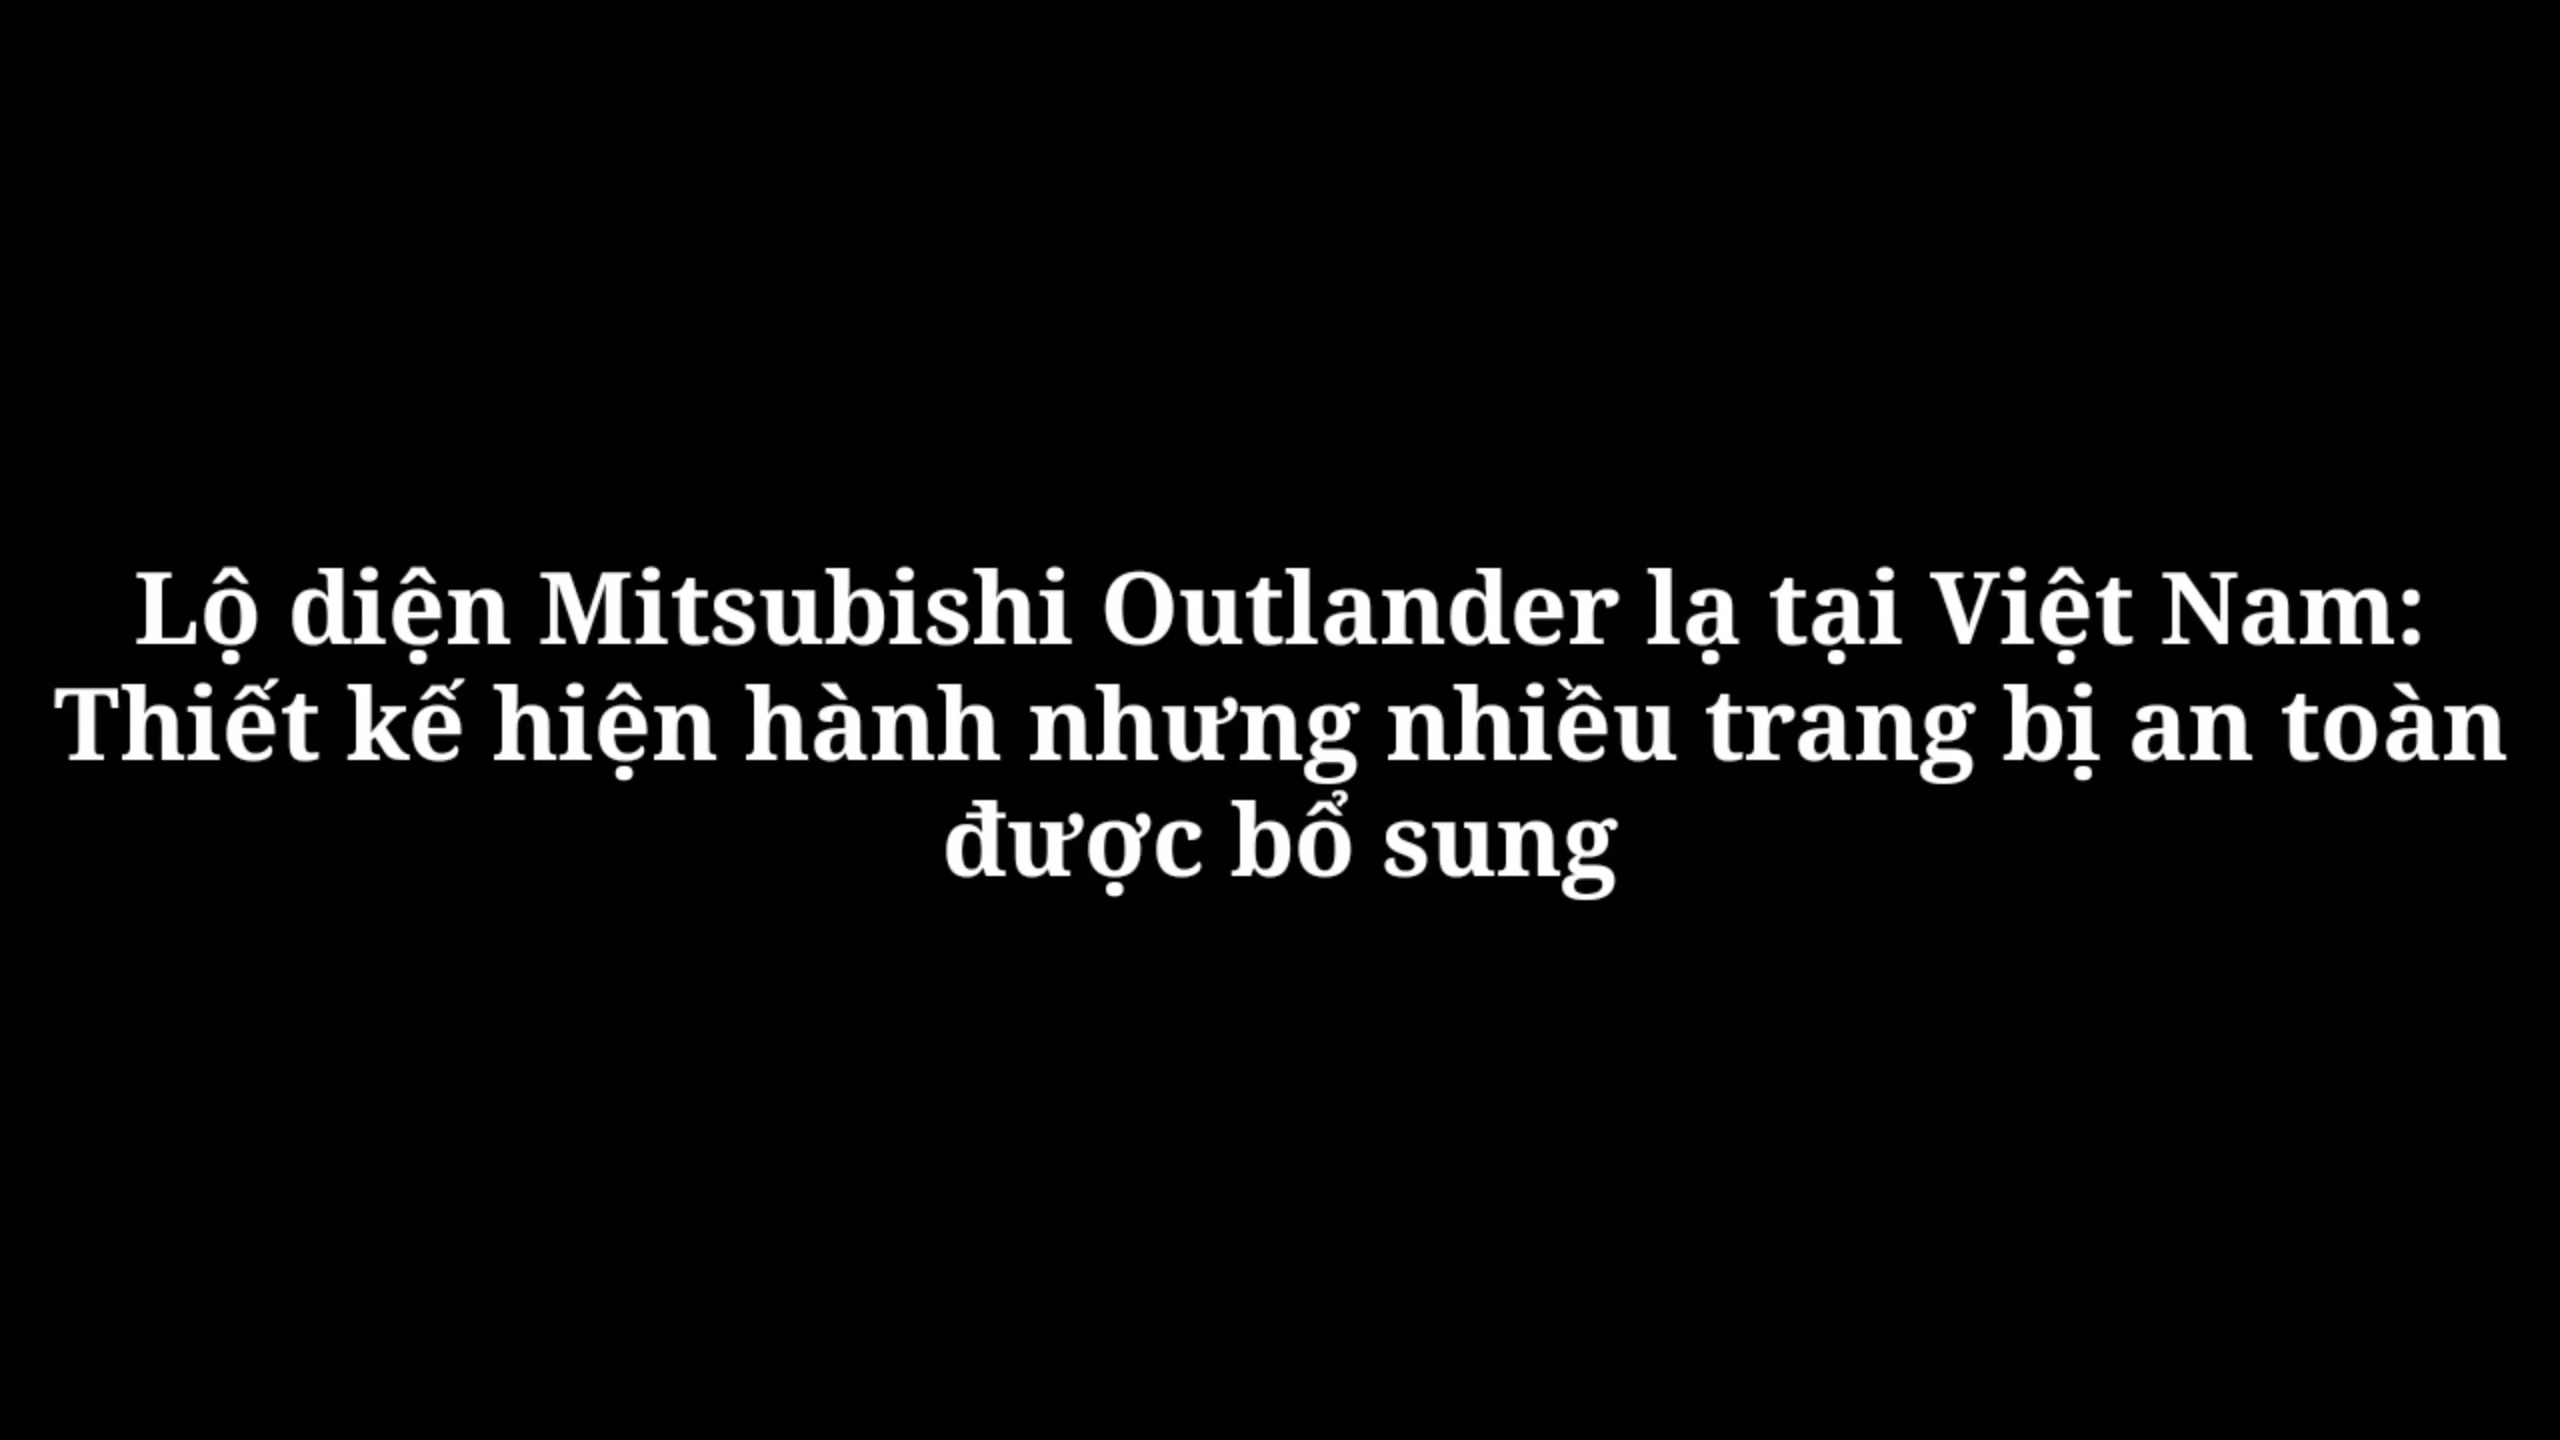 Lộ diện Mitsubishi Outlander lạ tại Việt Nam:
Thiết kế hiện hành nhưng nhiều trang bị an toàn
được bổ sung